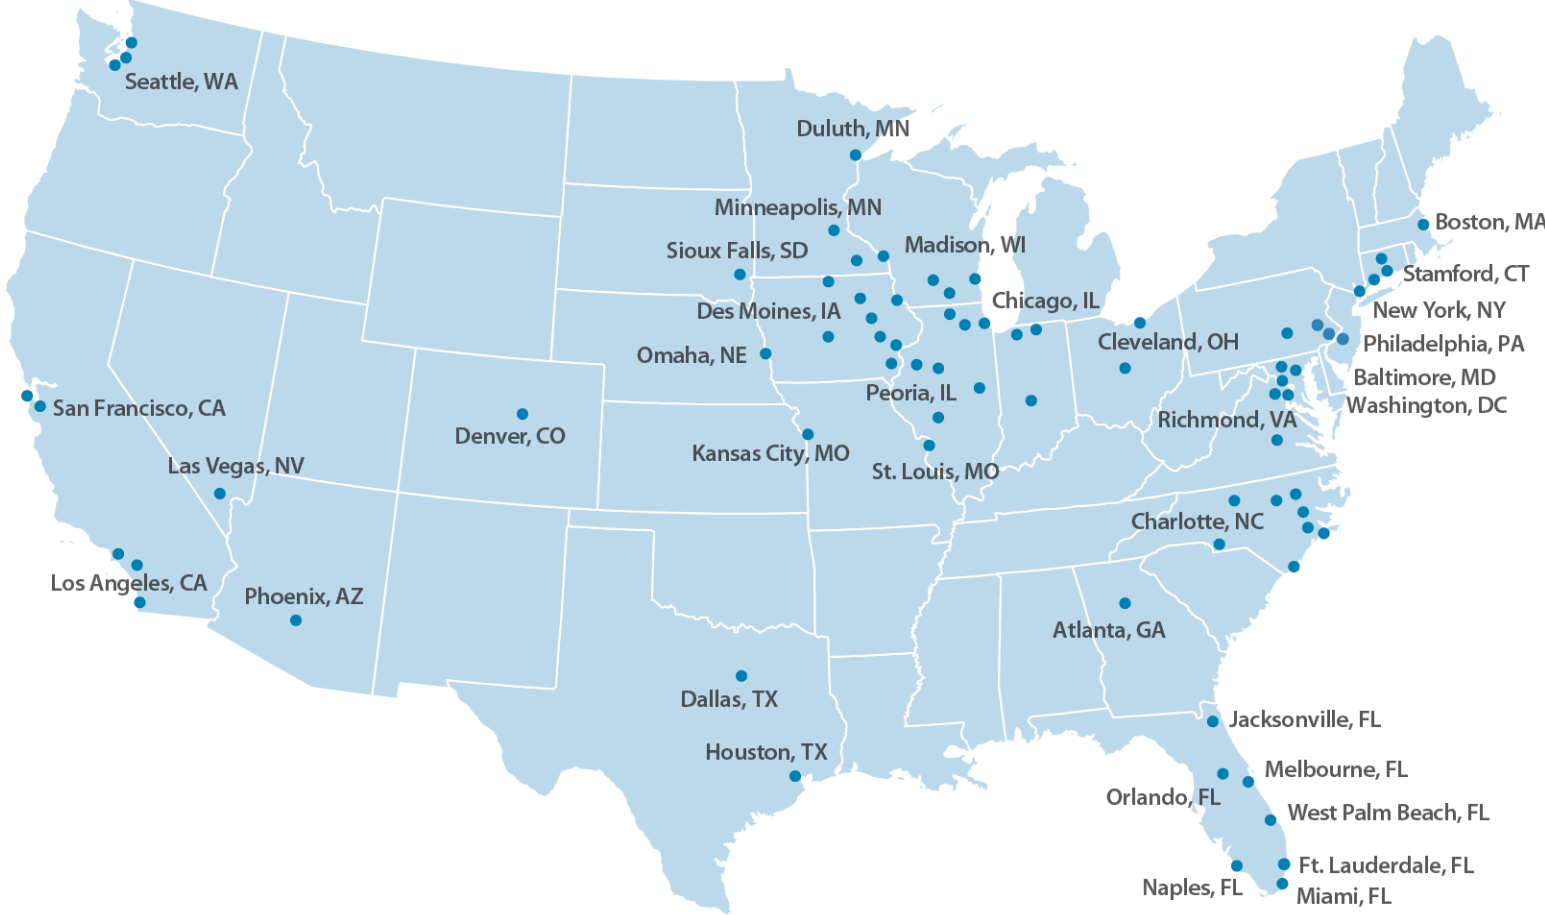 Seattle, WA
Duluth, MN
Minneapolis, MN
Boston, MA
Sioux Falls, SD
Madison, WI
Stamford, CT
Chicago, IL
New York, NY
Des Moines, IA
Cleveland, OH
Philadelphia, PA
Omaha, NE
Baltimore, MD
Peoria, IL
Washington, DC
San Francisco, CA
Richmond, VA
Denver, CO
Kansas City, MO
Las Vegas, NV
St. Louis, MO
Charlotte, NC
Los Angeles, CA
Phoenix, AZ
Atlanta, GA
Dallas, TX
Jacksonville, FL
Houston, TX
Melbourne, FL
Orlando, FL
West Palm Beach, FL
Ft. Lauderdale, FL
Naples, FL
Miami, FL